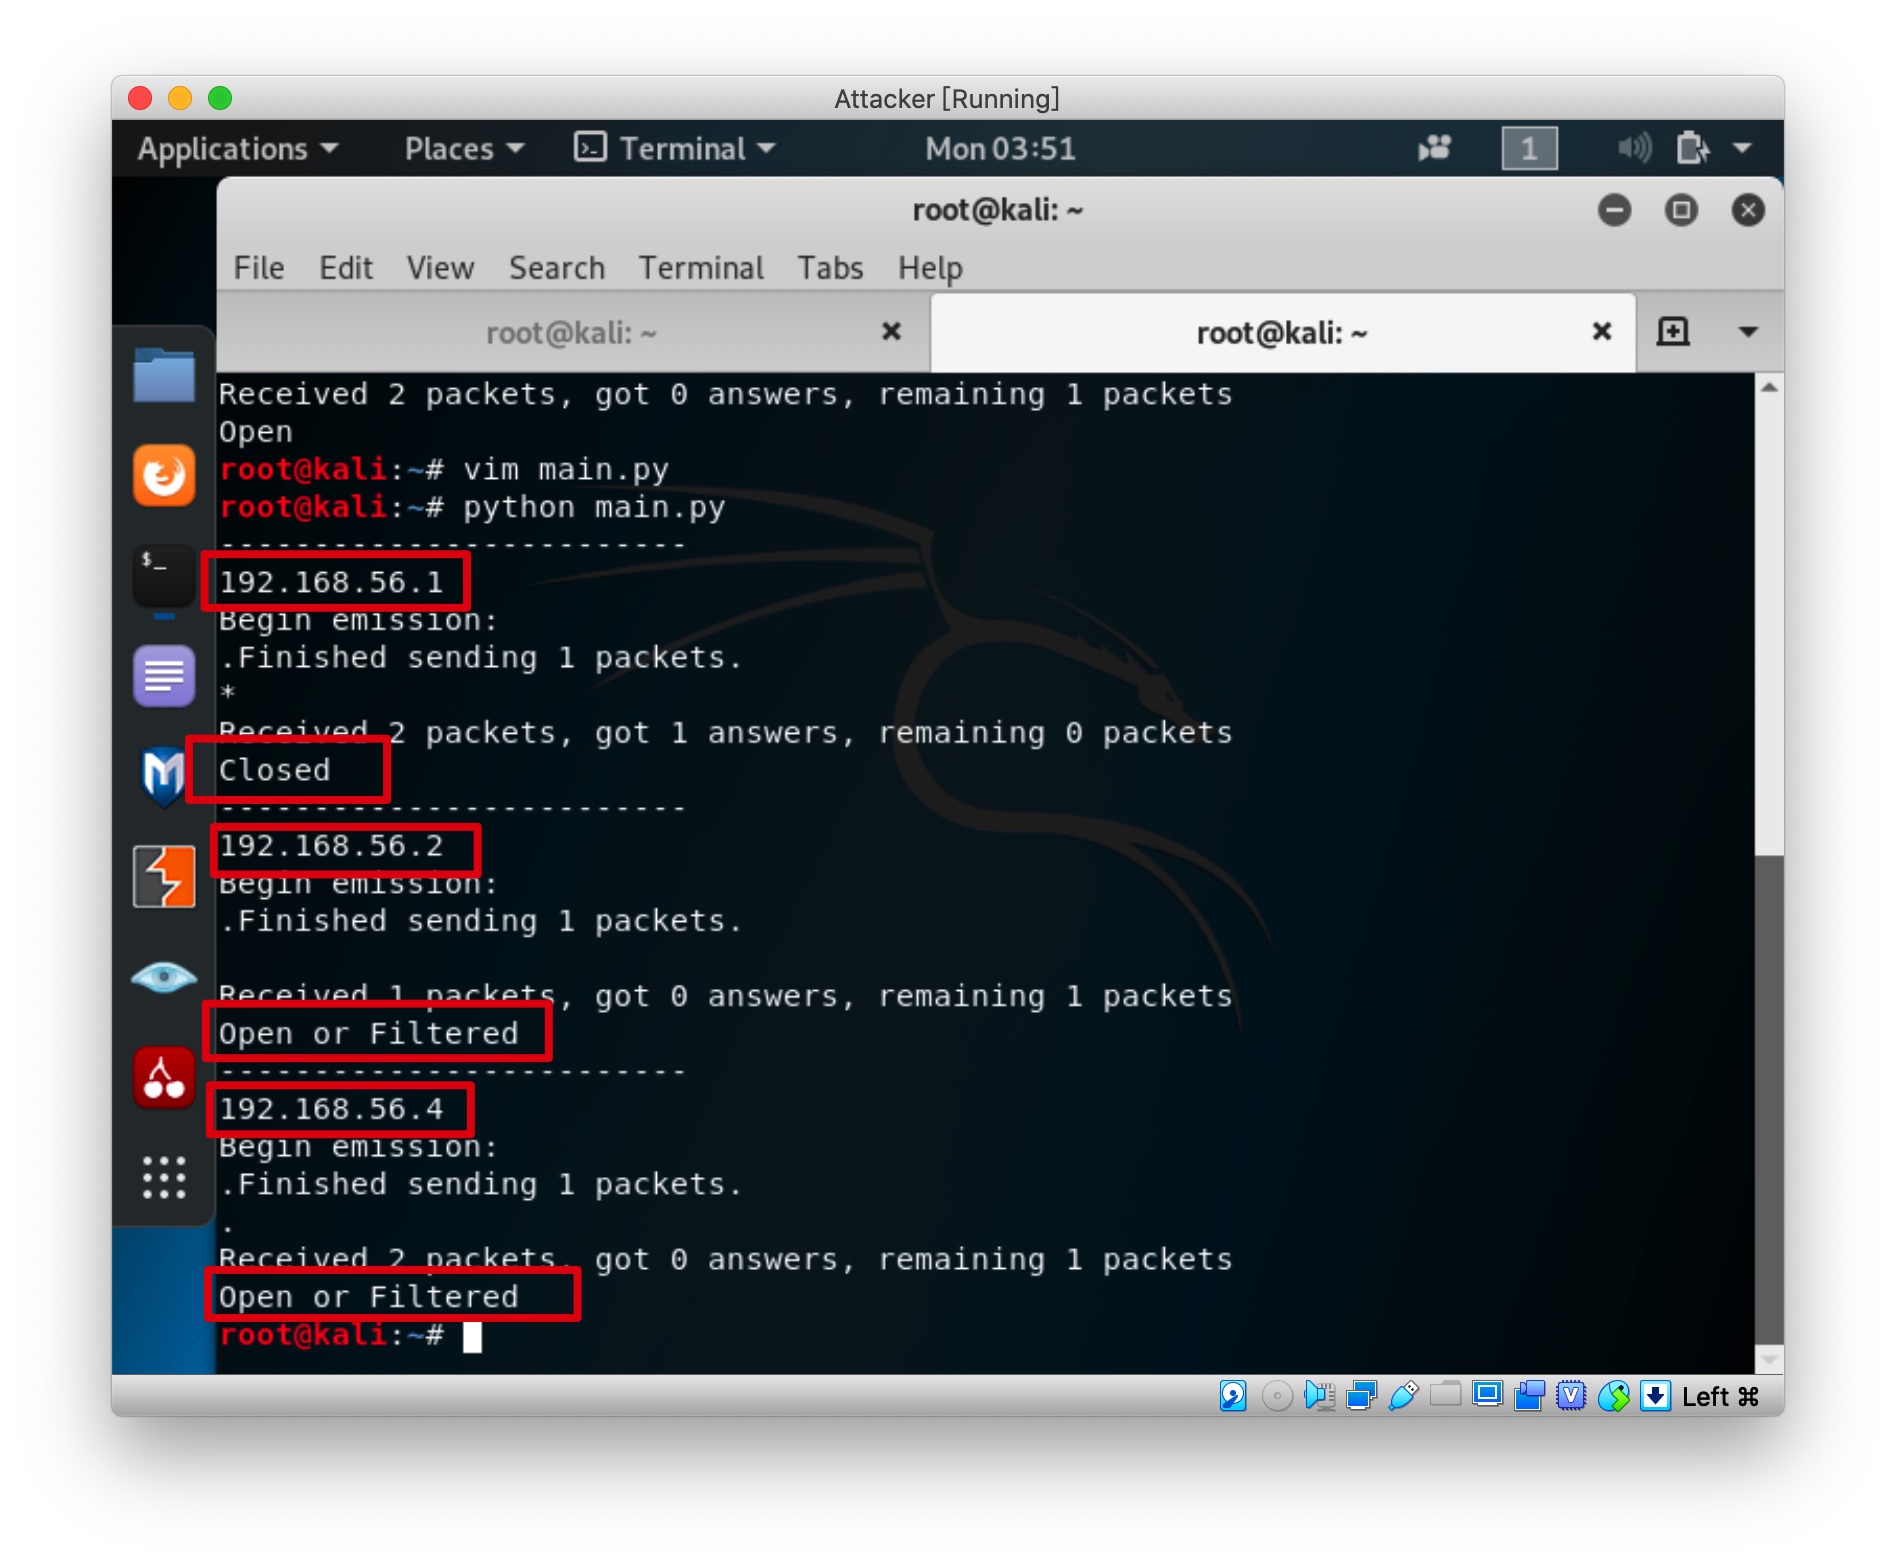 Attacker [Running]
Applications Places Terminal Mon 03:51 1
root@kali: ~
File Edit View Search Terminal Tabs Help
root@kali: ~ root@kali: ~
Received 2 packets, got 0 answers, remaining 1 packets
Open
root@kali:~# vim main.py
root@kali:~# python main.py
-------------------------
192.168.56.1
Begin emission:
.Finished sending 1 packets.
*
Received 2 packets, got 1 answers, remaining 0 packets
Closed
-------------------------
192.168.56.2
Begin emission:
.Finished sending 1 packets.
Received 1 packets, got 0 answers, remaining 1 packets
Open or Filtered
-------------------------
192.168.56.4
Begin emission:
.Finished sending 1 packets.
.
Received 2 packets, got 0 answers, remaining 1 packets
Open or Filtered
root@kali:~#
Left ⌘